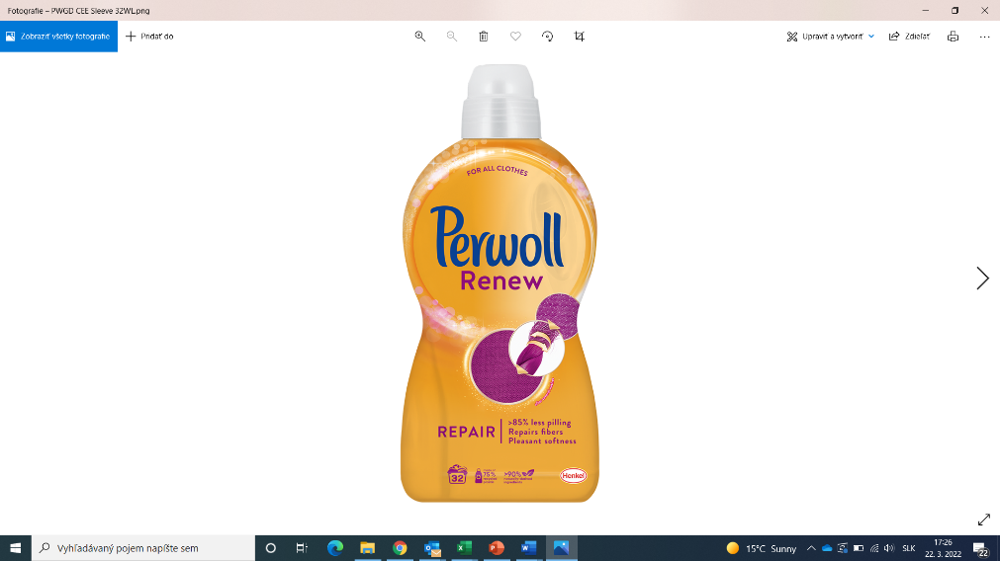 Fotografie – PWGD CEE Sleeve 32WL.png
Zobraziť všetky fotografie
Pridať do
Upraviť a vytvoriť
Zdieľať
FOR ALL CLOTHES
Perwoll
Renew
REPAIR
>85% less pilling
Repairs fibers
Pleasant softness
32
25%
>90%
Henkel
Vyhľadávaný pojem napíšte sem
15°C Sunny
SLK
17:26
22. 3. 2022
22